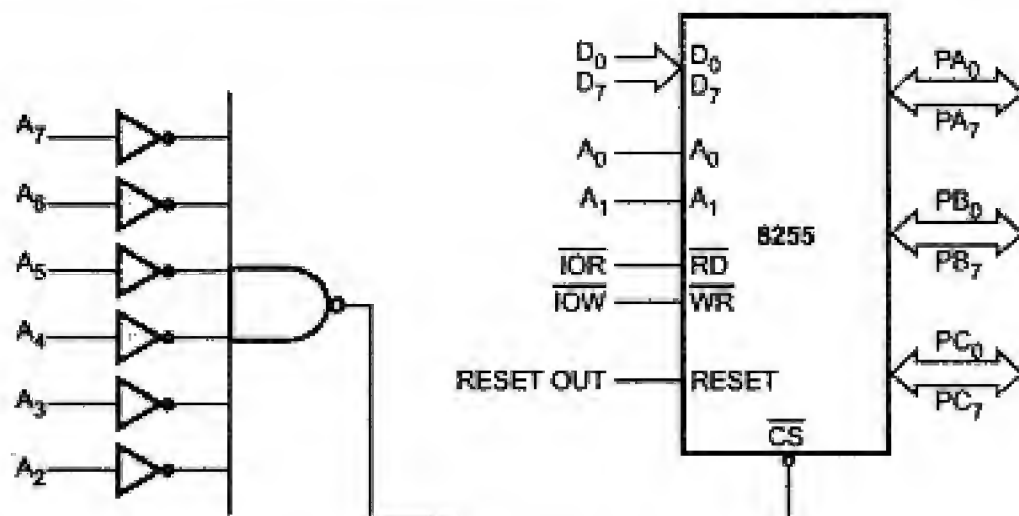 A7
A6
A5
A4
A3
A2
D0
D7
A0
A1
IOR
IOW
RESET OUT
D0
D7
A0
A1
RD
WR
RESET
CS
8255
PA0
PA7
PB0
PB7
PC0
PC7